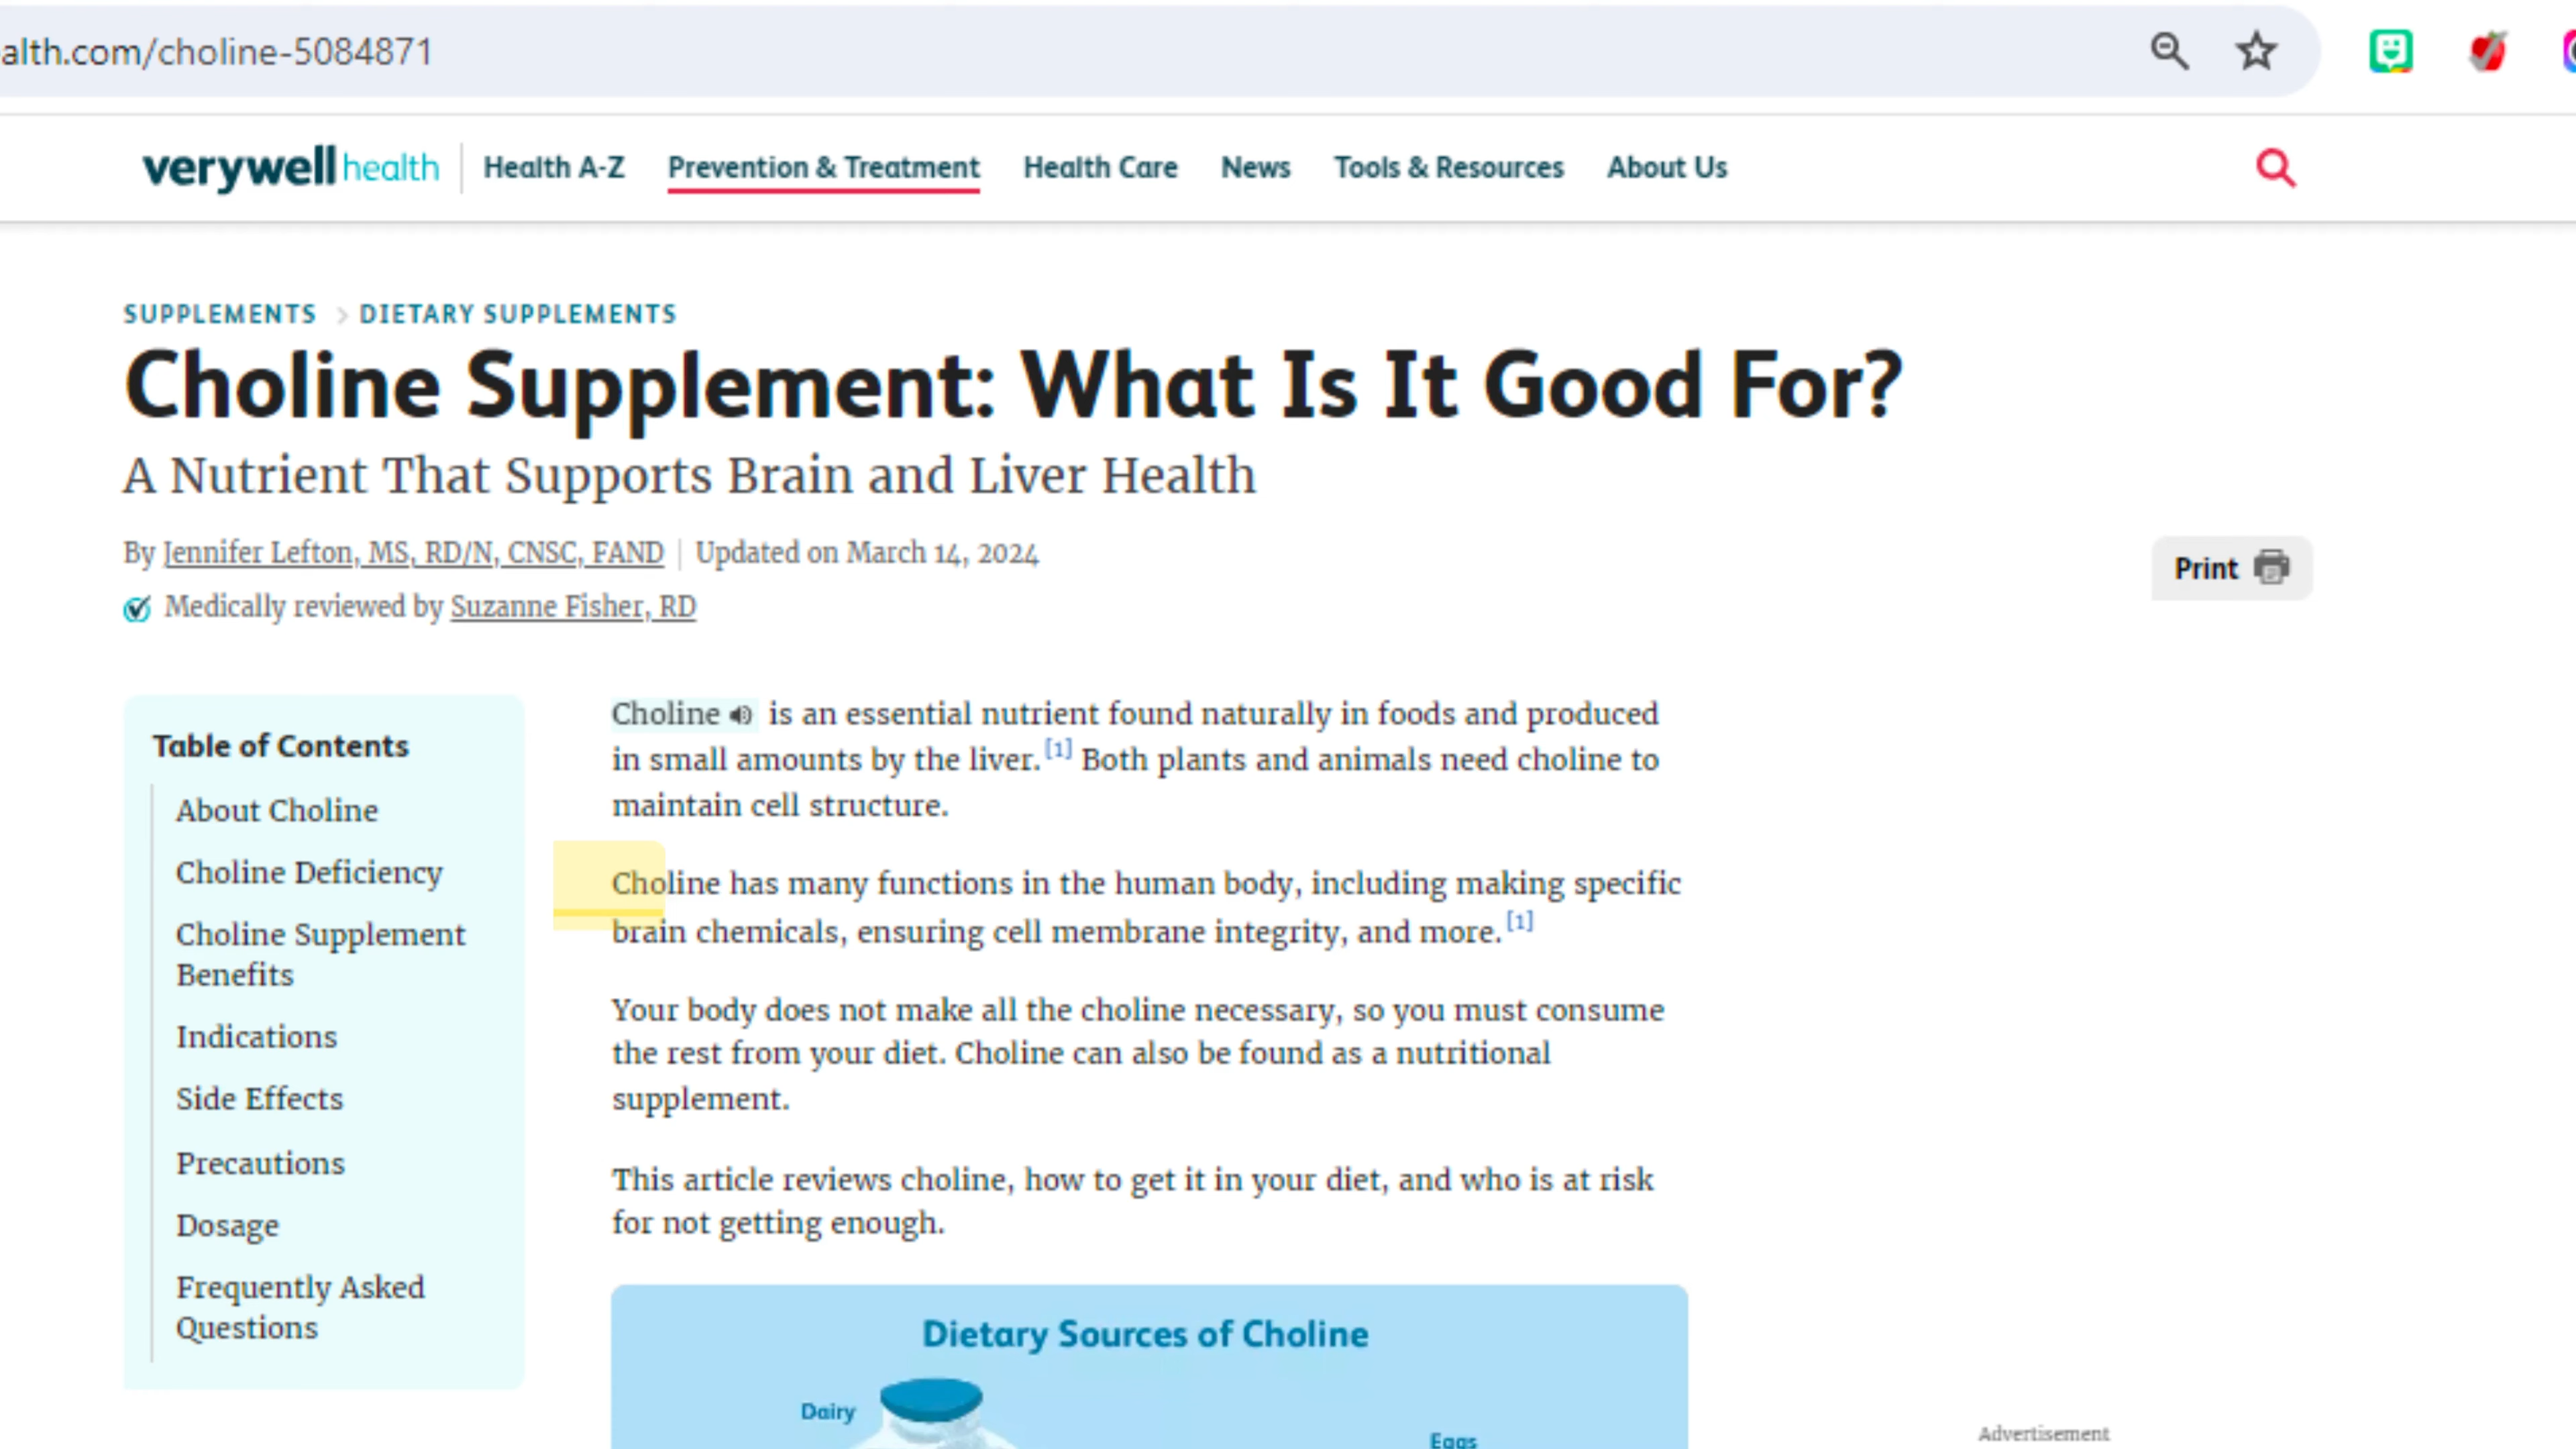 alth.com/choline-5084871
verywell health Health A-Z Prevention & Treatment Health Care News Tools & Resources About Us
SUPPLEMENTS > DIETARY SUPPLEMENTS
Choline Supplement: What Is It Good For?
A Nutrient That Supports Brain and Liver Health
By Jennifer Lefton, MS, RD/N, CNSC, FAND | Updated on March 14, 2024
Print
Medically reviewed by Suzanne Fisher, RD
Table of Contents
About Choline
Choline Deficiency
Choline Supplement
Benefits
Indications
Side Effects
Precautions
Dosage
Frequently Asked
Questions
Choline is an essential nutrient found naturally in foods and produced
in small amounts by the liver.[1] Both plants and animals need choline to
maintain cell structure.
Choline has many functions in the human body, including making specific
brain chemicals, ensuring cell membrane integrity, and more.[1]
Your body does not make all the choline necessary, so you must consume
the rest from your diet. Choline can also be found as a nutritional
supplement.
This article reviews choline, how to get it in your diet, and who is at risk
for not getting enough.
Dietary Sources of Choline
Dairy
Eggs
Advertisement